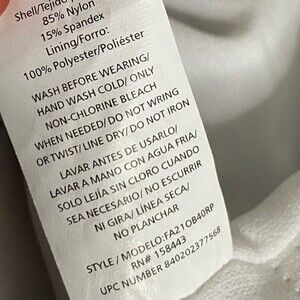 Shell/Tejido
85% Nylon
15% Spandex
Lining/Forro:
100% Polyester/Poliéster
WASH BEFORE WEARING/
HAND WASH COLD/ ONLY
NON-CHLORINE BLEACH
WHEN NEEDED/ DO NOT WRING
OR TWIST/ LINE DRY/ DO NOT IRON
LAVAR ANTES DE USARLO/
LAVAR A MANO CON AGUA FRIA/
SOLO LEJÍA SIN CLORO CUANDO
SEA NECESARIO/ NO ESCURRIR
NI GIRA/ LÍNEA SECA/
NO PLANCHAR
STYLE / MODELO: FA21OB40RP
RN# 158443
UPC NUMBER 840202377568